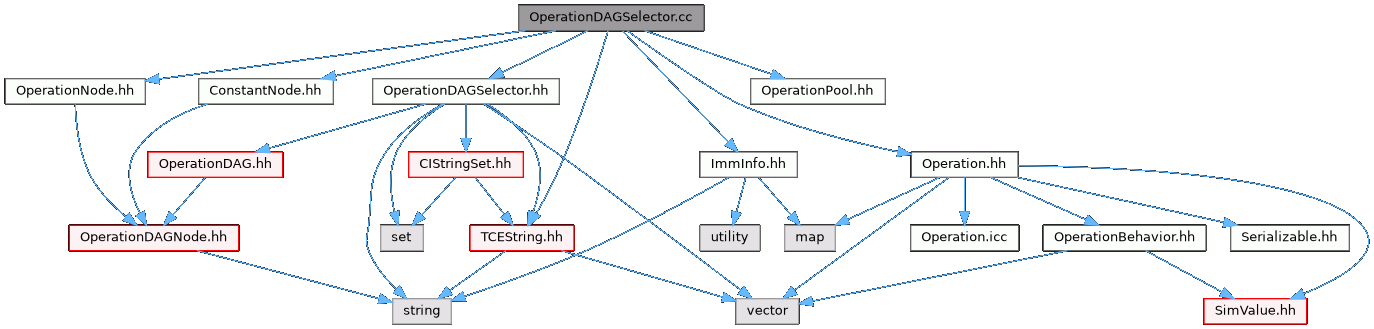 OperationDAGSelector.cc
OperationNode.hh
ConstantNode.hh
OperationDAGSelector.hh
OperationPool.hh
OperationDAG.hh
CIStringSet.hh
ImmInfo.hh
Operation.hh
OperationDAGNode.hh
set
TCEString.hh
utility
map
Operation.icc
OperationBehavior.hh
Serializable.hh
string
vector
SimValue.hh